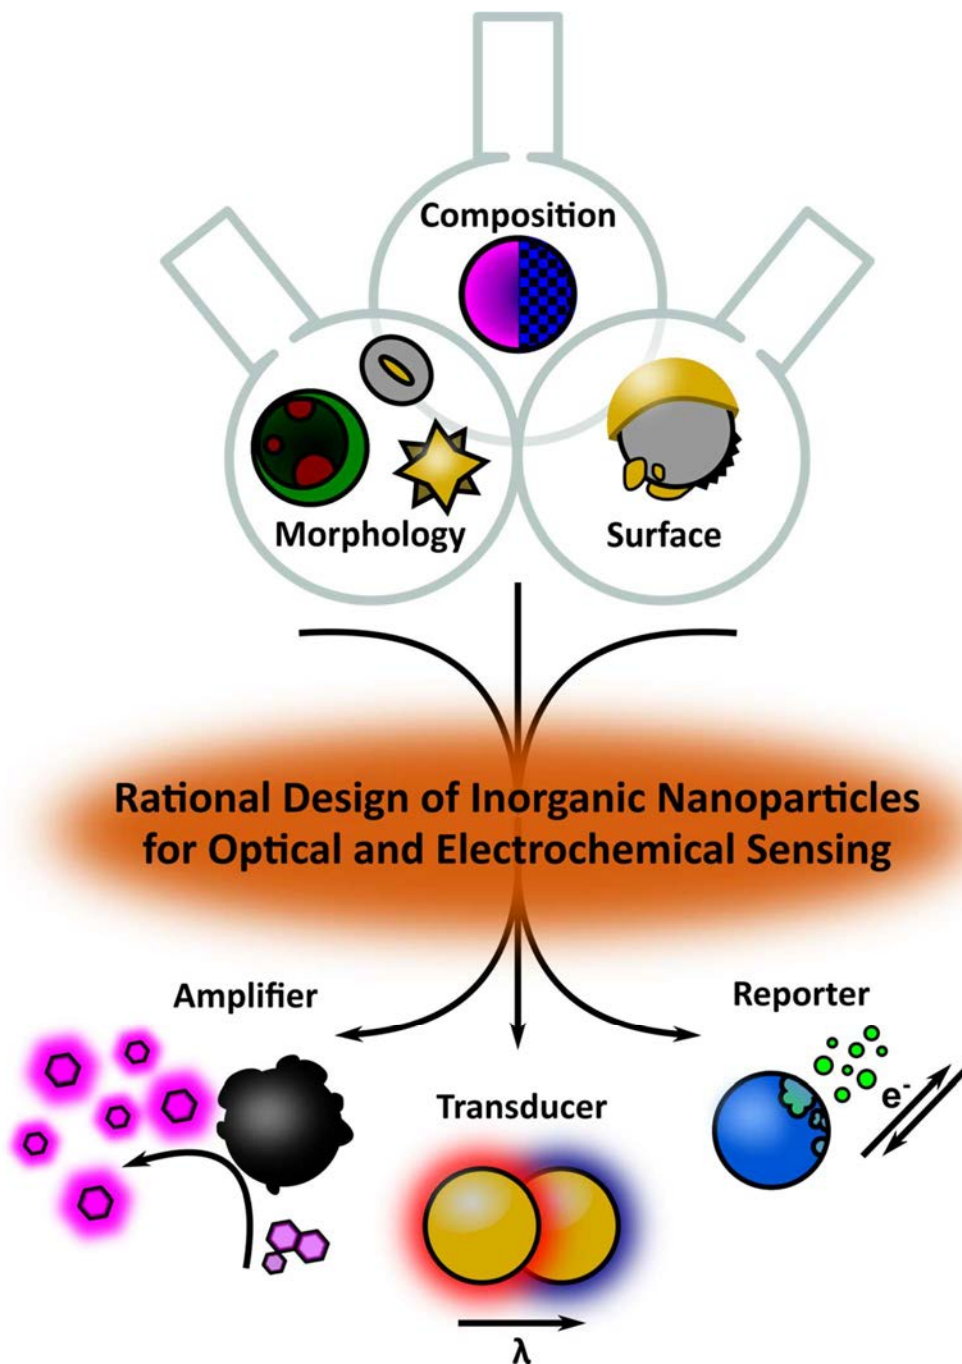 Composition
Morphology
Surface
Rational Design of Inorganic Nanoparticles
for Optical and Electrochemical Sensing
Amplifier
Reporter
e⁻
Transducer
λ